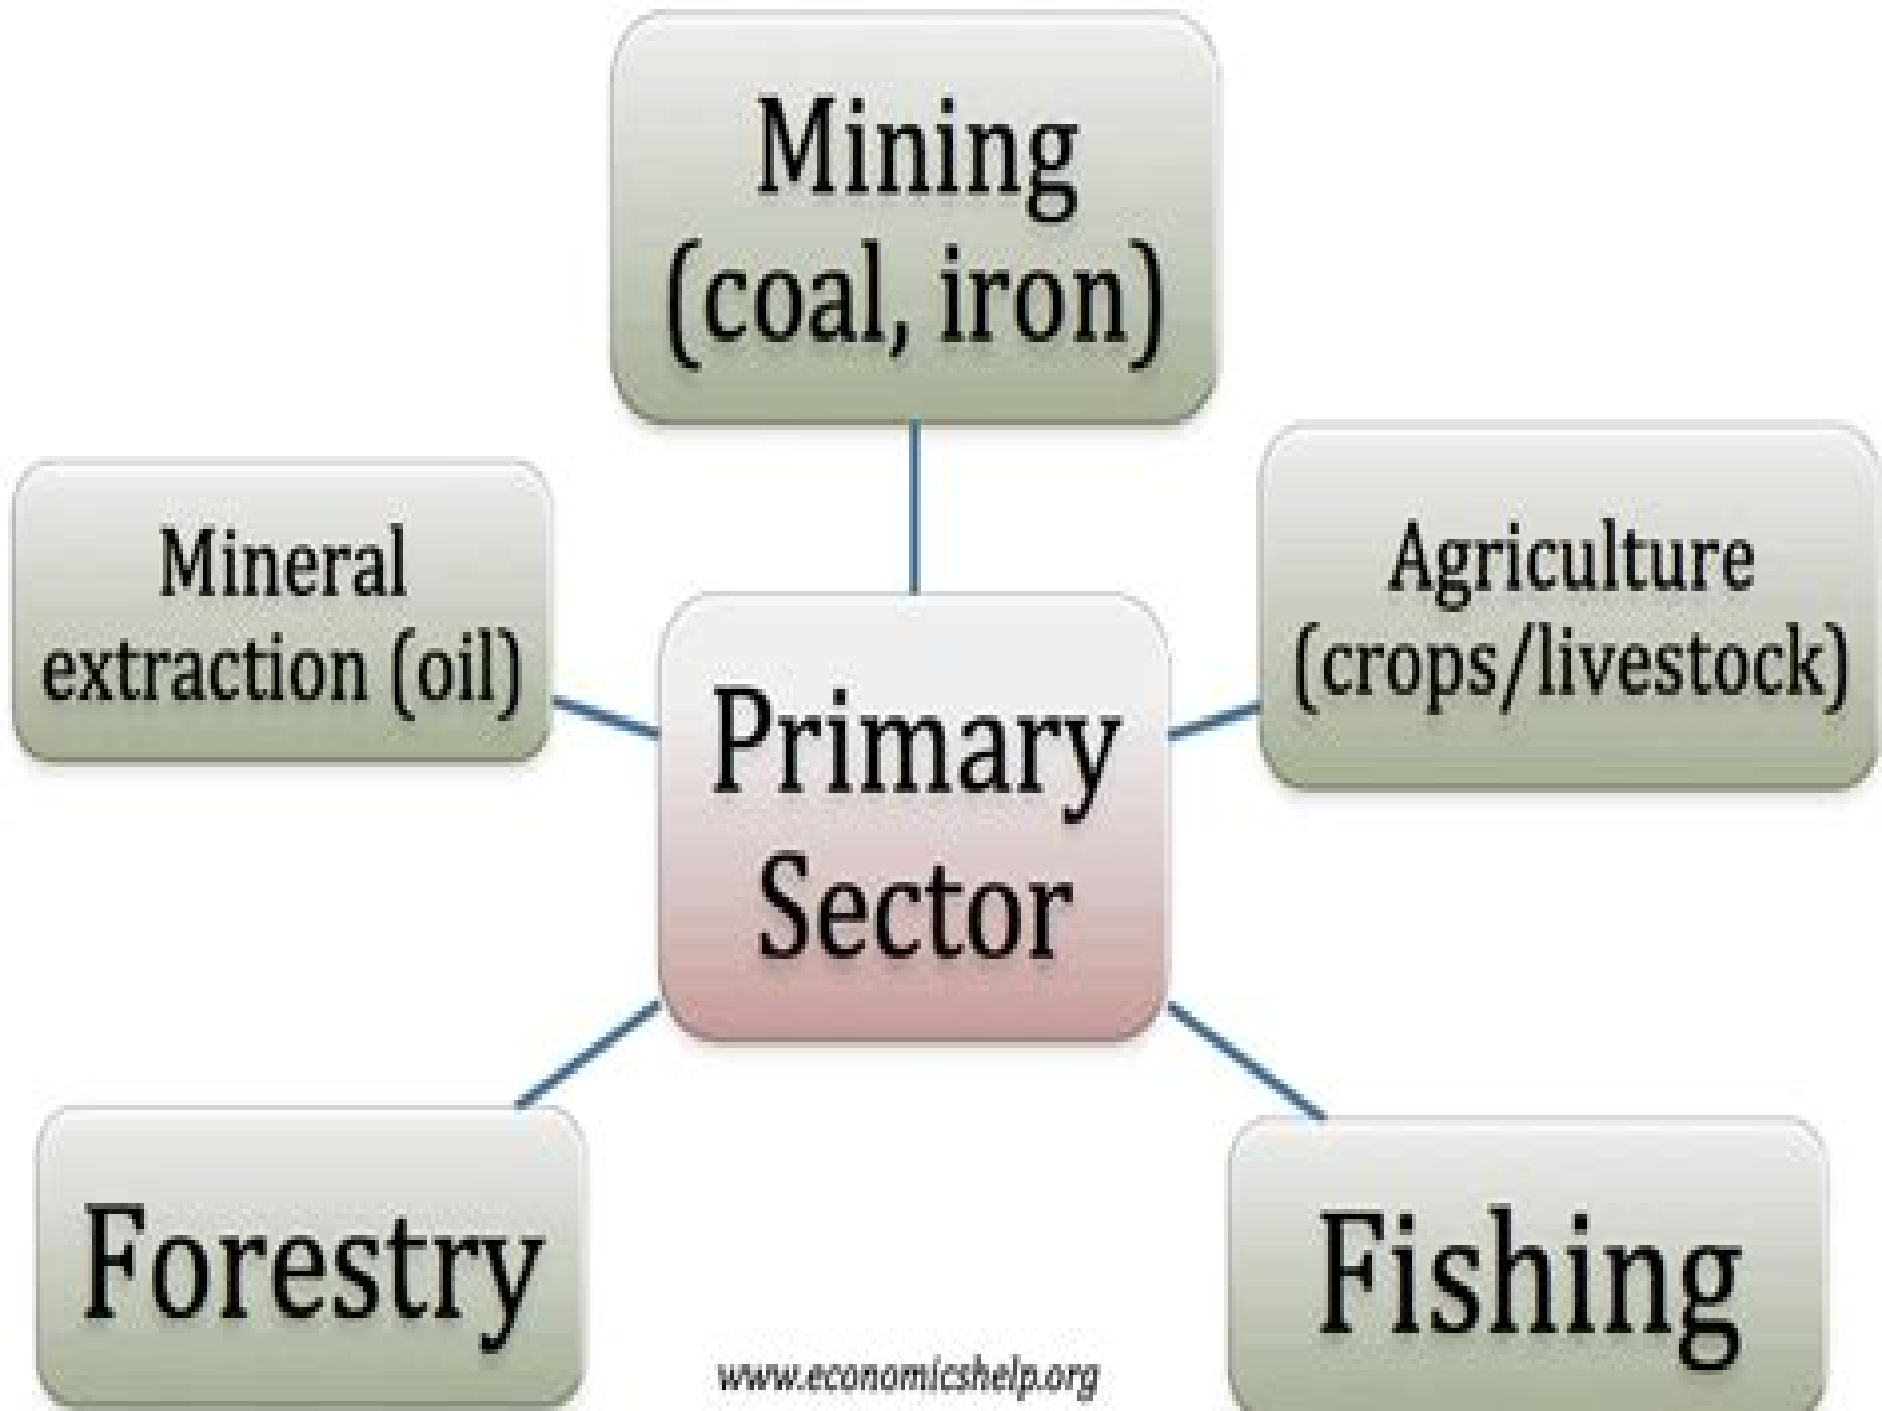 Mining
(coal, iron)
Mineral
extraction (oil)
Agriculture
(crops/livestock)
Primary
Sector
Forestry
Fishing
www.economicshelp.org